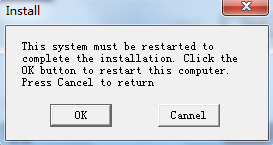 Install
This system must be restarted to
complete the installation. Click the
OK button to restart this computer.
Press Cancel to return
OK
Cannel